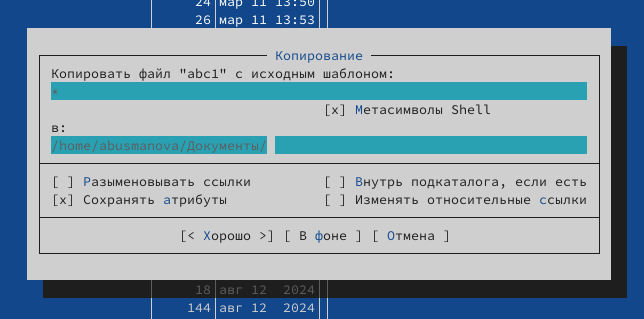 24 мар 11 13:50
26 мар 11 13:53
Копирование
Копировать файл "abc1" с исходным шаблоном:
*
[x] Метасимволы Shell
в:
/home/abusmanova/Документы/
[ ] Разыменовывать ссылки [ ] Внутрь подкаталога, если есть
[x] Сохранять атрибуты [ ] Изменять относительные ссылки
[< Хорошо >] [ В фоне ] [ Отмена ]
18 авг 12 2024
144 авг 12 2024